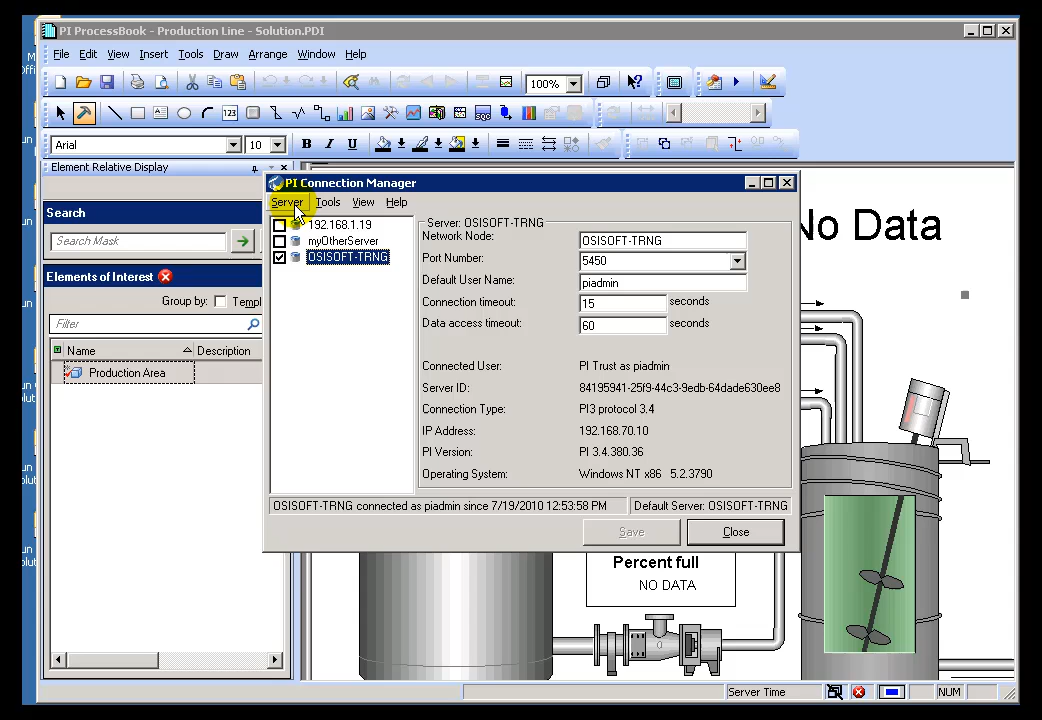 PI ProcessBook - Production Line - Solution.PDI
File Edit View Insert Tools Draw Arrange Window Help
100%
123
SQC
Arial 10 B I U
Element Relative Display
PI Connection Manager
Server Tools View Help
Search
Search Mask
Elements of Interest
Group by: Templ
Filter
Name Description
Production Area
192.168.1.19
myOtherServer
OSISOFT-TRNG
Server: OSISOFT-TRNG
Network Node: OSISOFT-TRNG
Port Number: 5450
Default User Name: piadmin
Connection timeout: 15 seconds
Data access timeout: 60 seconds
Connected User: PI Trust as piadmin
Server ID: 84195941-25f9-44c3-9edb-64dade630ee8
Connection Type: PI3 protocol 3.4
IP Address: 192.168.70.10
PI Version: PI 3.4.380.36
Operating System: Windows NT x86 5.2.3790
OSISOFT-TRNG connected as piadmin since 7/19/2010 12:53:58 PM Default Server: OSISOFT-TRNG
Save Close
No Data
Percent full
NO DATA
Server Time NUM